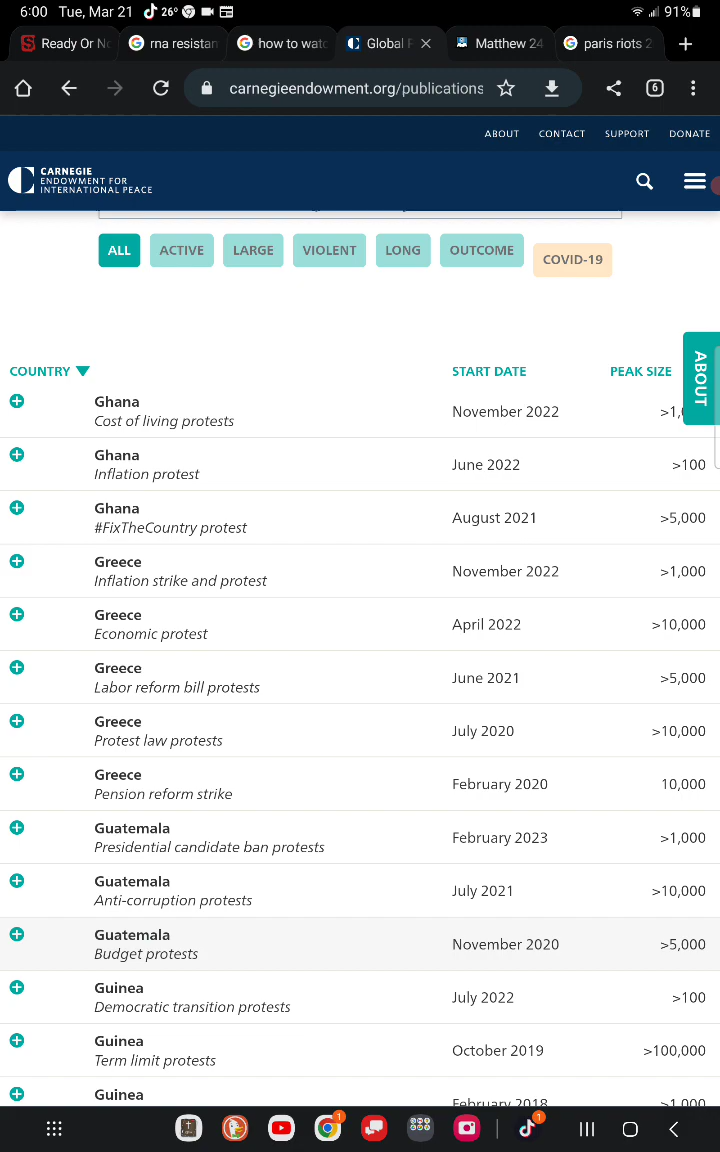 6:00 Tue, Mar 21 26° 91%
Ready Or N
rna resistan
how to wat
Global
Matthew 24
paris riots 2
carnegieendowment.org/publications
6
ABOUT CONTACT SUPPORT DONATE
CARNEGIE
ENDOWMENT FOR
INTERNATIONAL PEACE
ALL ACTIVE LARGE VIOLENT LONG OUTCOME COVID-19
ABOUT
COUNTRY START DATE PEAK SIZE
Ghana
Cost of living protests
November 2022 >1,
Ghana
Inflation protest
June 2022 >100
Ghana
#FixTheCountry protest
August 2021 >5,000
Greece
Inflation strike and protest
November 2022 >1,000
Greece
Economic protest
April 2022 >10,000
Greece
Labor reform bill protests
June 2021 >5,000
Greece
Protest law protests
July 2020 >10,000
Greece
Pension reform strike
February 2020 10,000
Guatemala
Presidential candidate ban protests
February 2023 >1,000
Guatemala
Anti-corruption protests
July 2021 >10,000
Guatemala
Budget protests
November 2020 >5,000
Guinea
Democratic transition protests
July 2022 >100
Guinea
Term limit protests
October 2019 >100,000
Guinea
February 2018 >1,000
1
1